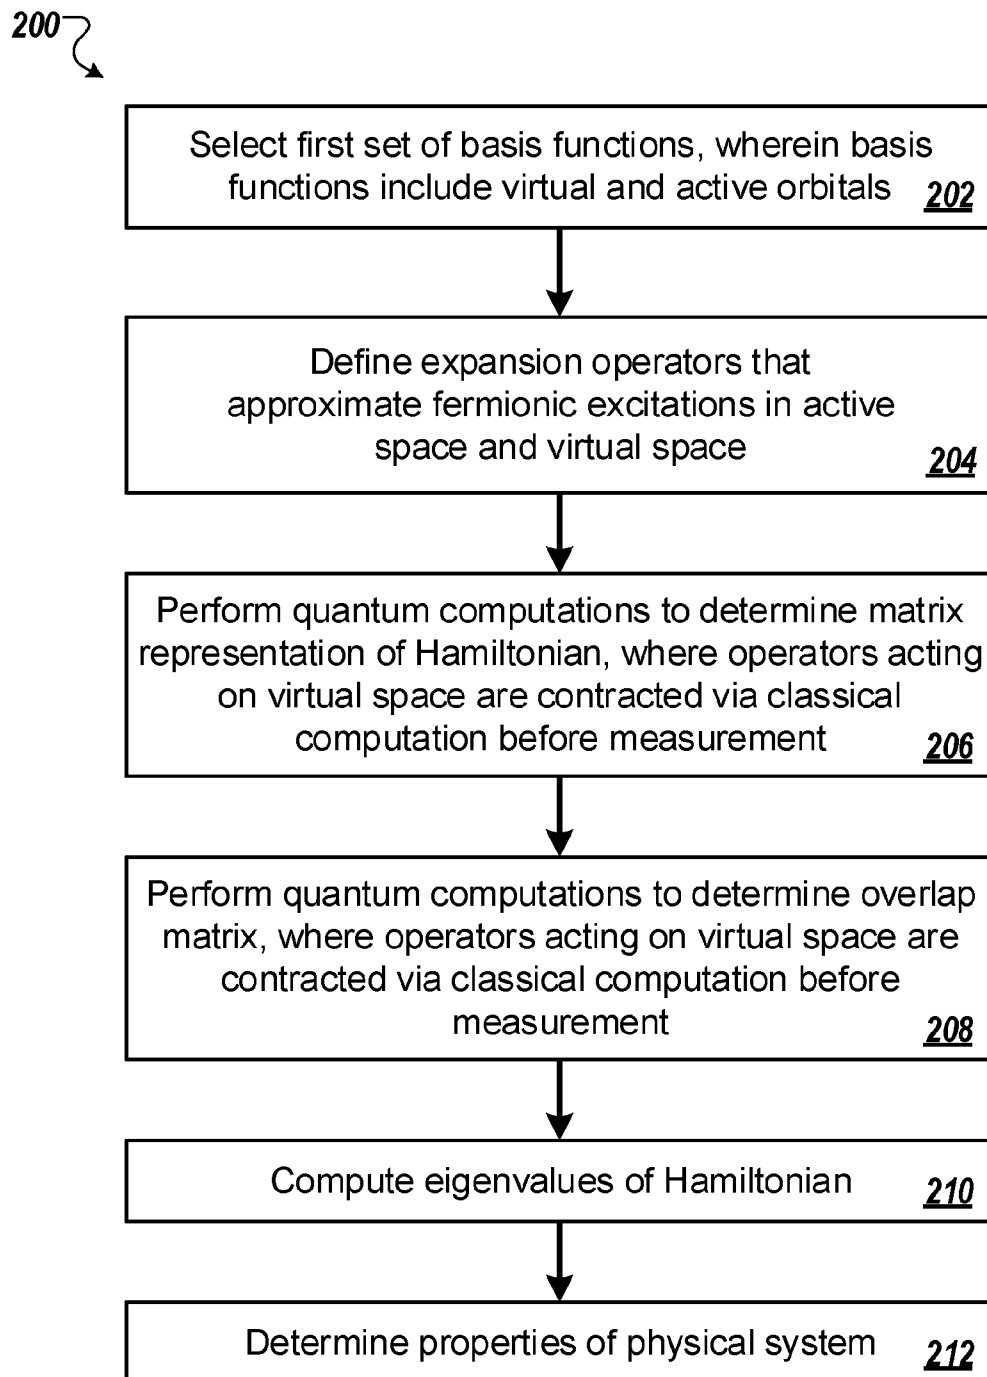 200
Select first set of basis functions, wherein basis
functions include virtual and active orbitals
202
Define expansion operators that
approximate fermionic excitations in active
space and virtual space
204
Perform quantum computations to determine matrix
representation of Hamiltonian, where operators acting
on virtual space are contracted via classical
computation before measurement
206
Perform quantum computations to determine overlap
matrix, where operators acting on virtual space are
contracted via classical computation before
measurement
208
Compute eigenvalues of Hamiltonian
210
Determine properties of physical system
212